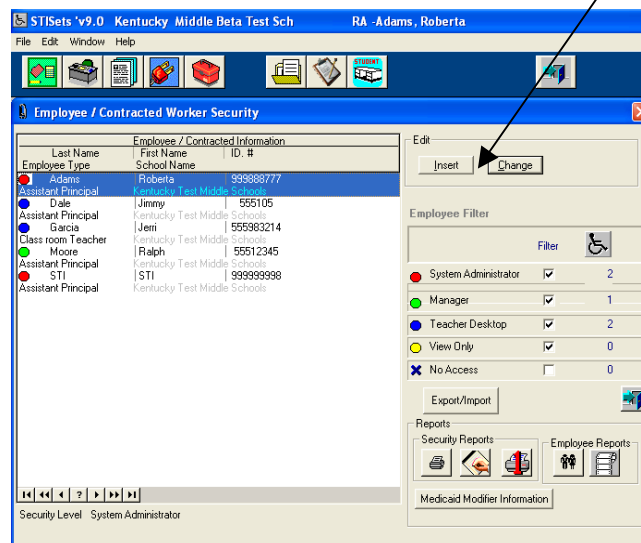 STISets 'v9.0 Kentucky Middle Beta Test Sch RA -Adams, Roberta
File Edit Window Help
STUDENT
Employee / Contracted Worker Security
Employee / Contracted Information
Last Name First Name ID. #
Employee Type School Name
Adams Roberta 999888777
Assistant Principal Kentucky Test Middle Schools
Dale Jimmy 555105
Assistant Principal Kentucky Test Middle Schools
Garcia Jerri 555983214
Class room Teacher Kentucky Test Middle Schools
Moore Ralph 55512345
Assistant Principal Kentucky Test Middle Schools
STI STI 999999998
Assistant Principal Kentucky Test Middle Schools
?
Security Level System Administrator
Edit
Insert Change
Employee Filter
Filter
System Administrator 2
Manager 1
Teacher Desktop 2
View Only 0
No Access 0
Export/Import
Reports
Security Reports Employee Reports
1
Medicaid Modifier Information